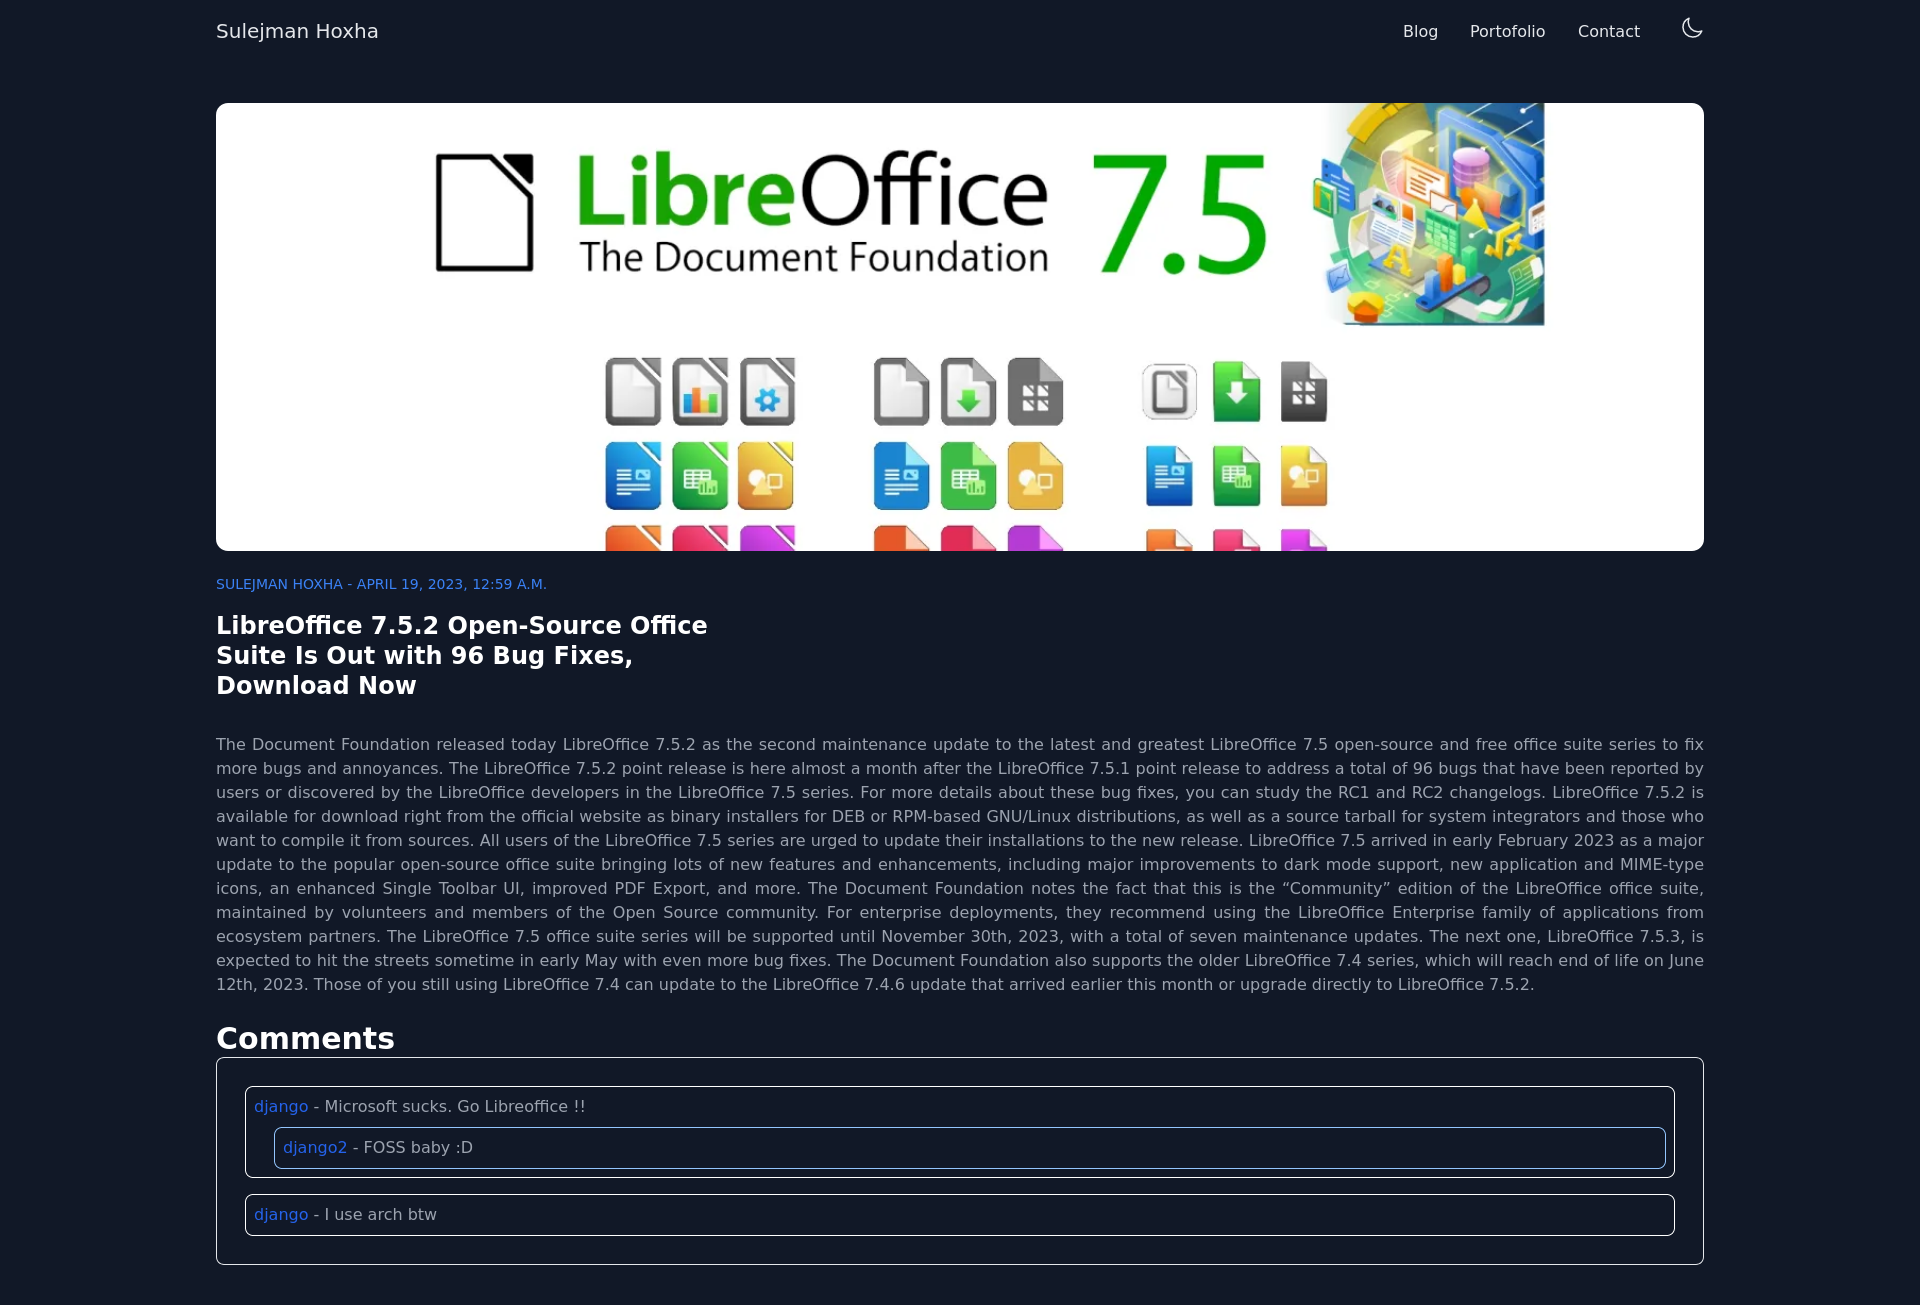 Sulejman Hoxha
Blog
Portofolio
Contact
LibreOffice 7.5
The Document Foundation
SULEJMAN HOXHA - APRIL 19, 2023, 12:59 A.M.
LibreOffice 7.5.2 Open-Source Office
Suite Is Out with 96 Bug Fixes,
Download Now
The Document Foundation released today LibreOffice 7.5.2 as the second maintenance update to the latest and greatest LibreOffice 7.5 open-source and free office suite series to fix
more bugs and annoyances. The LibreOffice 7.5.2 point release is here almost a month after the LibreOffice 7.5.1 point release to address a total of 96 bugs that have been reported by
users or discovered by the LibreOffice developers in the LibreOffice 7.5 series. For more details about these bug fixes, you can study the RC1 and RC2 changelogs. LibreOffice 7.5.2 is
available for download right from the official website as binary installers for DEB or RPM-based GNU/Linux distributions, as well as a source tarball for system integrators and those who
want to compile it from sources. All users of the LibreOffice 7.5 series are urged to update their installations to the new release. LibreOffice 7.5 arrived in early February 2023 as a major
update to the popular open-source office suite bringing lots of new features and enhancements, including major improvements to dark mode support, new application and MIME-type
icons, an enhanced Single Toolbar UI, improved PDF Export, and more. The Document Foundation notes the fact that this is the “Community” edition of the LibreOffice office suite,
maintained by volunteers and members of the Open Source community. For enterprise deployments, they recommend using the LibreOffice Enterprise family of applications from
ecosystem partners. The LibreOffice 7.5 office suite series will be supported until November 30th, 2023, with a total of seven maintenance updates. The next one, LibreOffice 7.5.3, is
expected to hit the streets sometime in early May with even more bug fixes. The Document Foundation also supports the older LibreOffice 7.4 series, which will reach end of life on June
12th, 2023. Those of you still using LibreOffice 7.4 can update to the LibreOffice 7.4.6 update that arrived earlier this month or upgrade directly to LibreOffice 7.5.2.
Comments
django - Microsoft sucks. Go Libreoffice !!
django2 - FOSS baby :D
django - I use arch btw